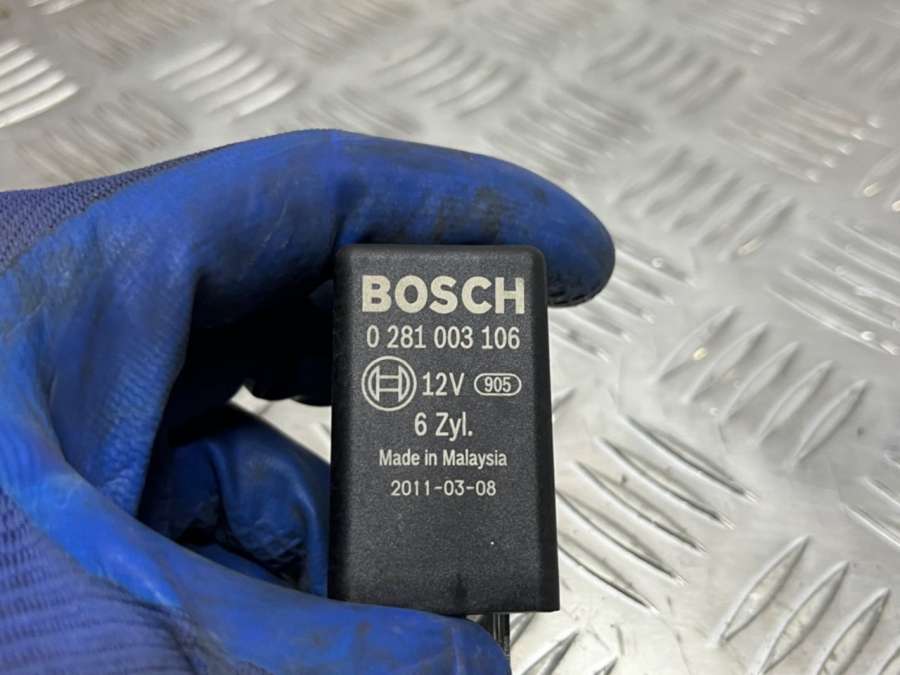 BOSCH
0 281 003 106
12V 905
6 Zyl.
Made in Malaysia
2011-03-08